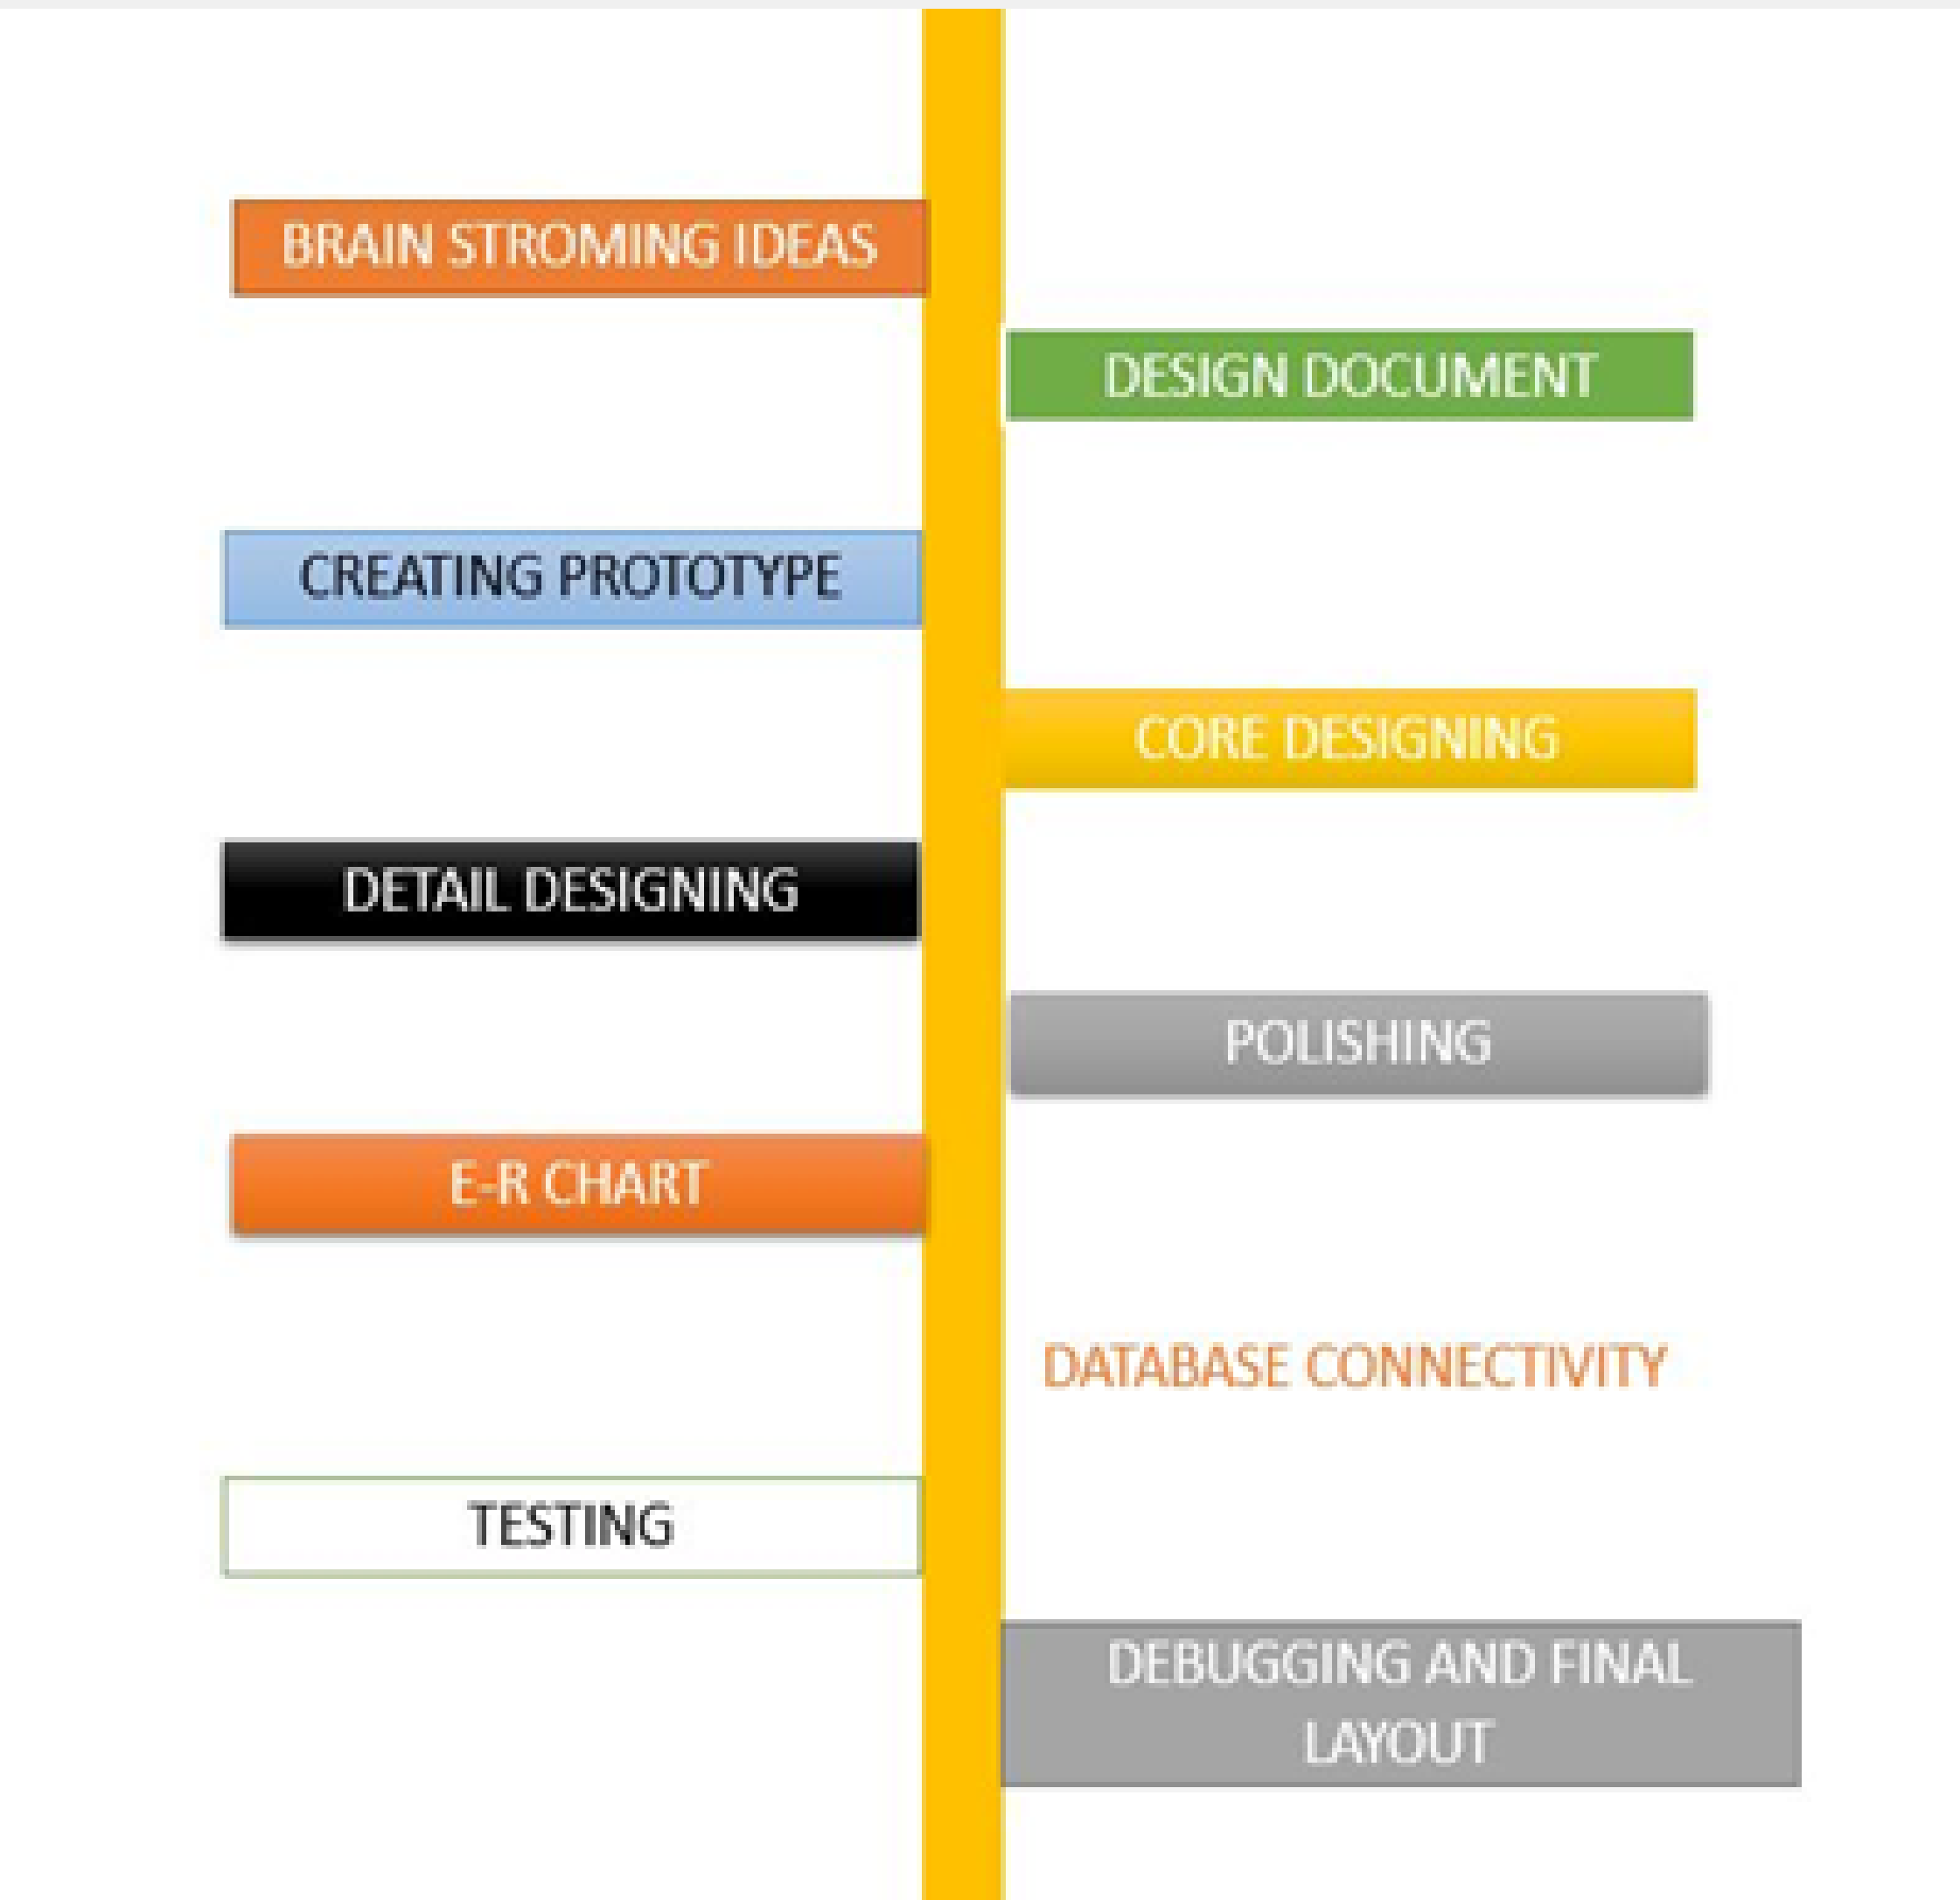 BRAIN STROMING IDEAS
DESIGN DOCUMENT
CREATING PROTOTYPE
CORE DESIGNING
DETAIL DESIGNING
POLISHING
E-R CHART
DATABASE CONNECTIVITY
TESTING
DEBUGGING AND FINAL
LAYOUT